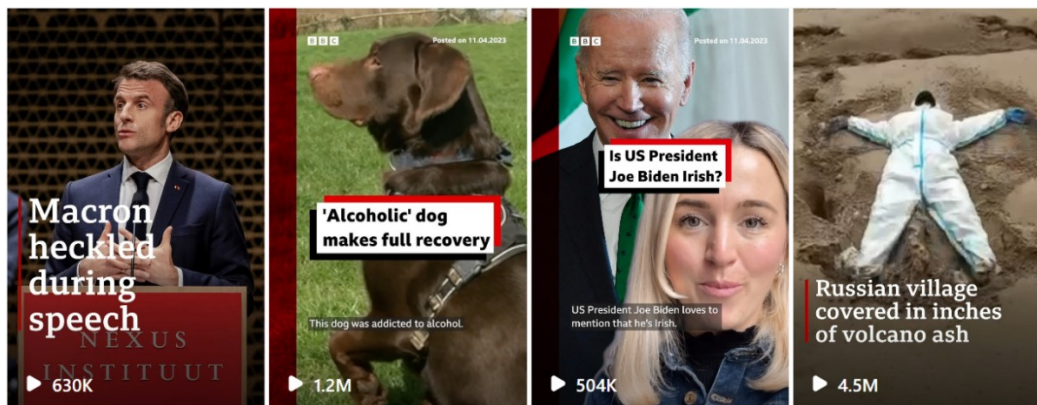 Macron
heckled
during
speech
NEXUS
INSTITUUT
630K
BBC
Posted on 11.04.2023
'Alcoholic' dog
makes full recovery
This dog was addicted to alcohol.
1.2M
BBC
Posted on 11.04.2023
Is US President
Joe Biden Irish?
US President Joe Biden loves to
mention that he's Irish.
504K
Russian village
covered in inches
of volcano ash
4.5M